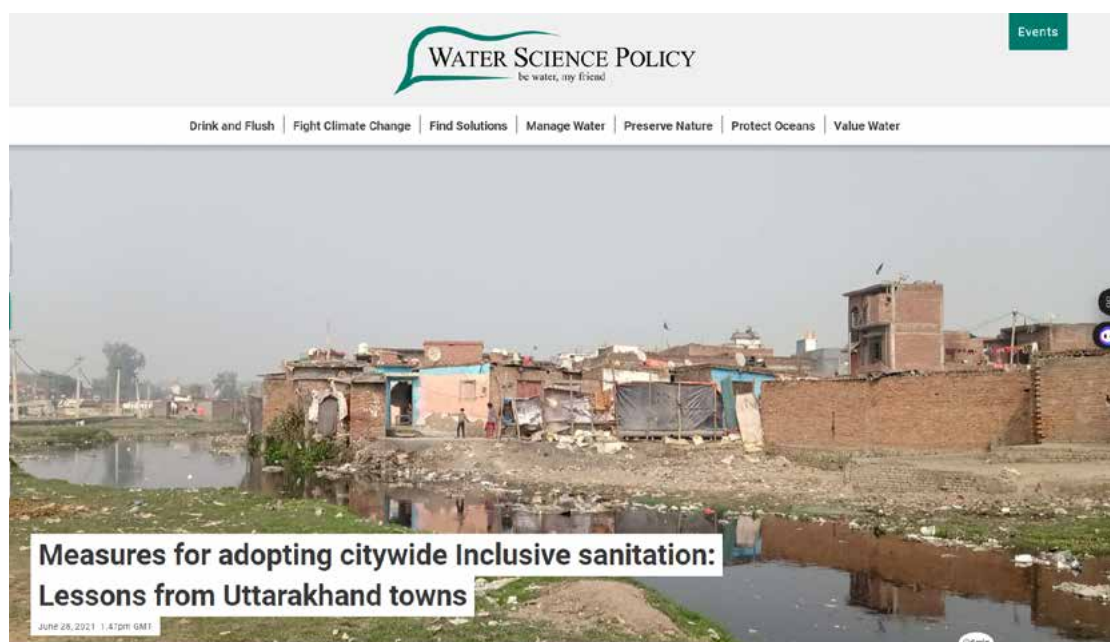 Events
WATER SCIENCE POLICY
be water, my friend
Drink and Flush
Fight Climate Change
Find Solutions
Manage Water
Preserve Nature
Protect Oceans
Value Water
Measures for adopting citywide Inclusive sanitation:
Lessons from Uttarakhand towns
June 28, 2021 1.47pm GMT